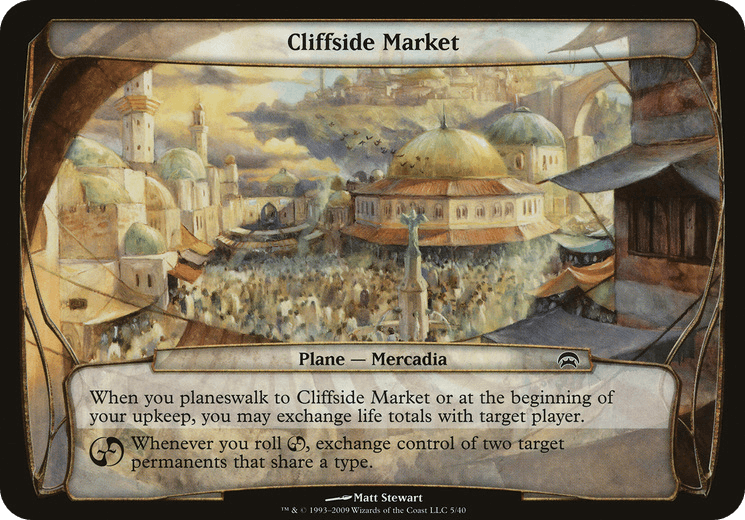 Cliffside Market
Plane — Mercadia
When you planeswalk to Cliffside Market or at the beginning of
your upkeep, you may exchange life totals with target player.
Whenever you roll , exchange control of two target
permanents that share a type.
Matt Stewart
™ & © 1993–2009 Wizards of the Coast LLC 5/40